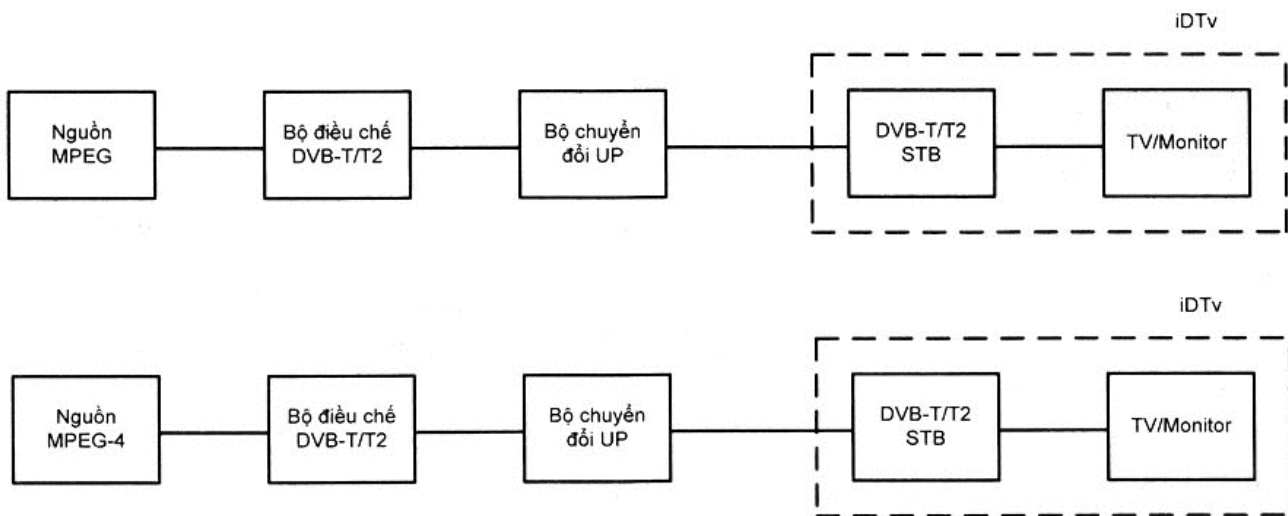 iDTv
Nguồn
MPEG
Bộ điều chế
DVB-T/T2
Bộ chuyển
đổi UP
DVB-T/T2
STB
TV/Monitor
iDTv
Nguồn
MPEG-4
Bộ điều chế
DVB-T/T2
Bộ chuyển
đổi UP
DVB-T/T2
STB
TV/Monitor